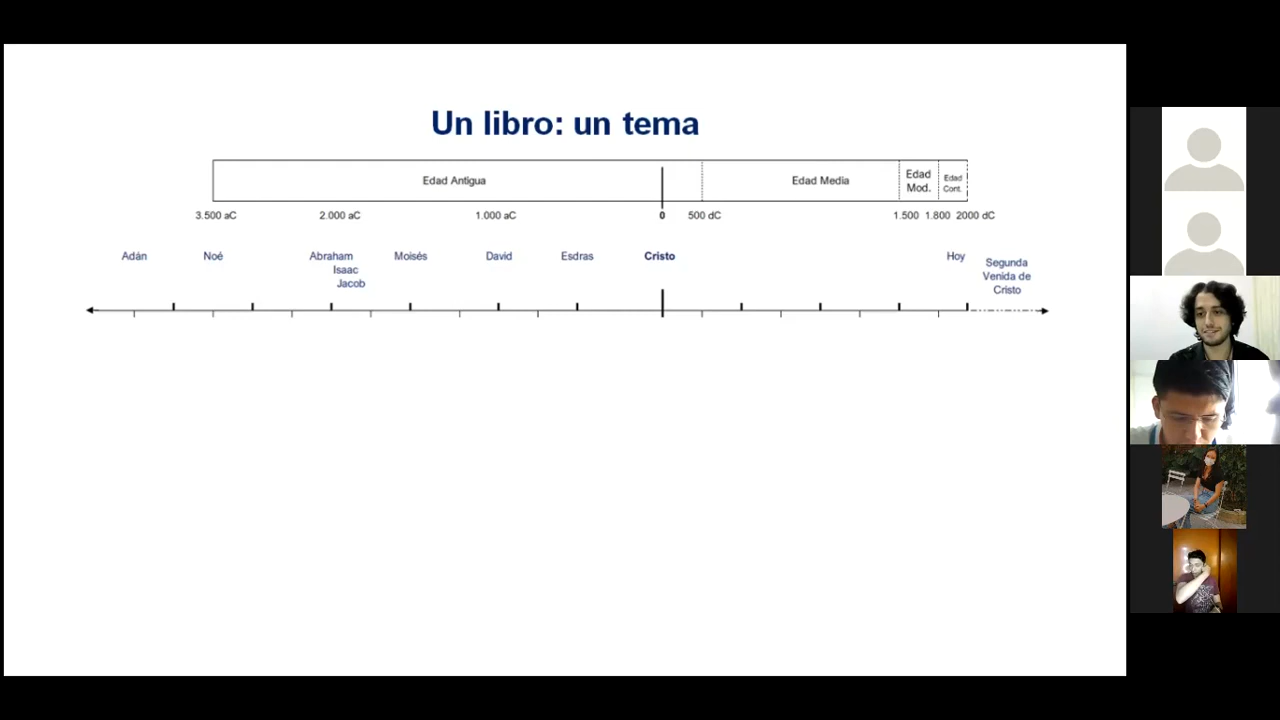 Un libro: un tema
Edad Antigua
Edad Media
Edad
Mod.
Edad
Cont.
3.500 aC
2.000 aC
1.000 aC
0
500 dC
1.500
1.800
2000 dC
Adán
Noé
Abraham
Isaac
Jacob
Moisés
David
Esdras
Cristo
Hoy
Segunda
Venida de
Cristo